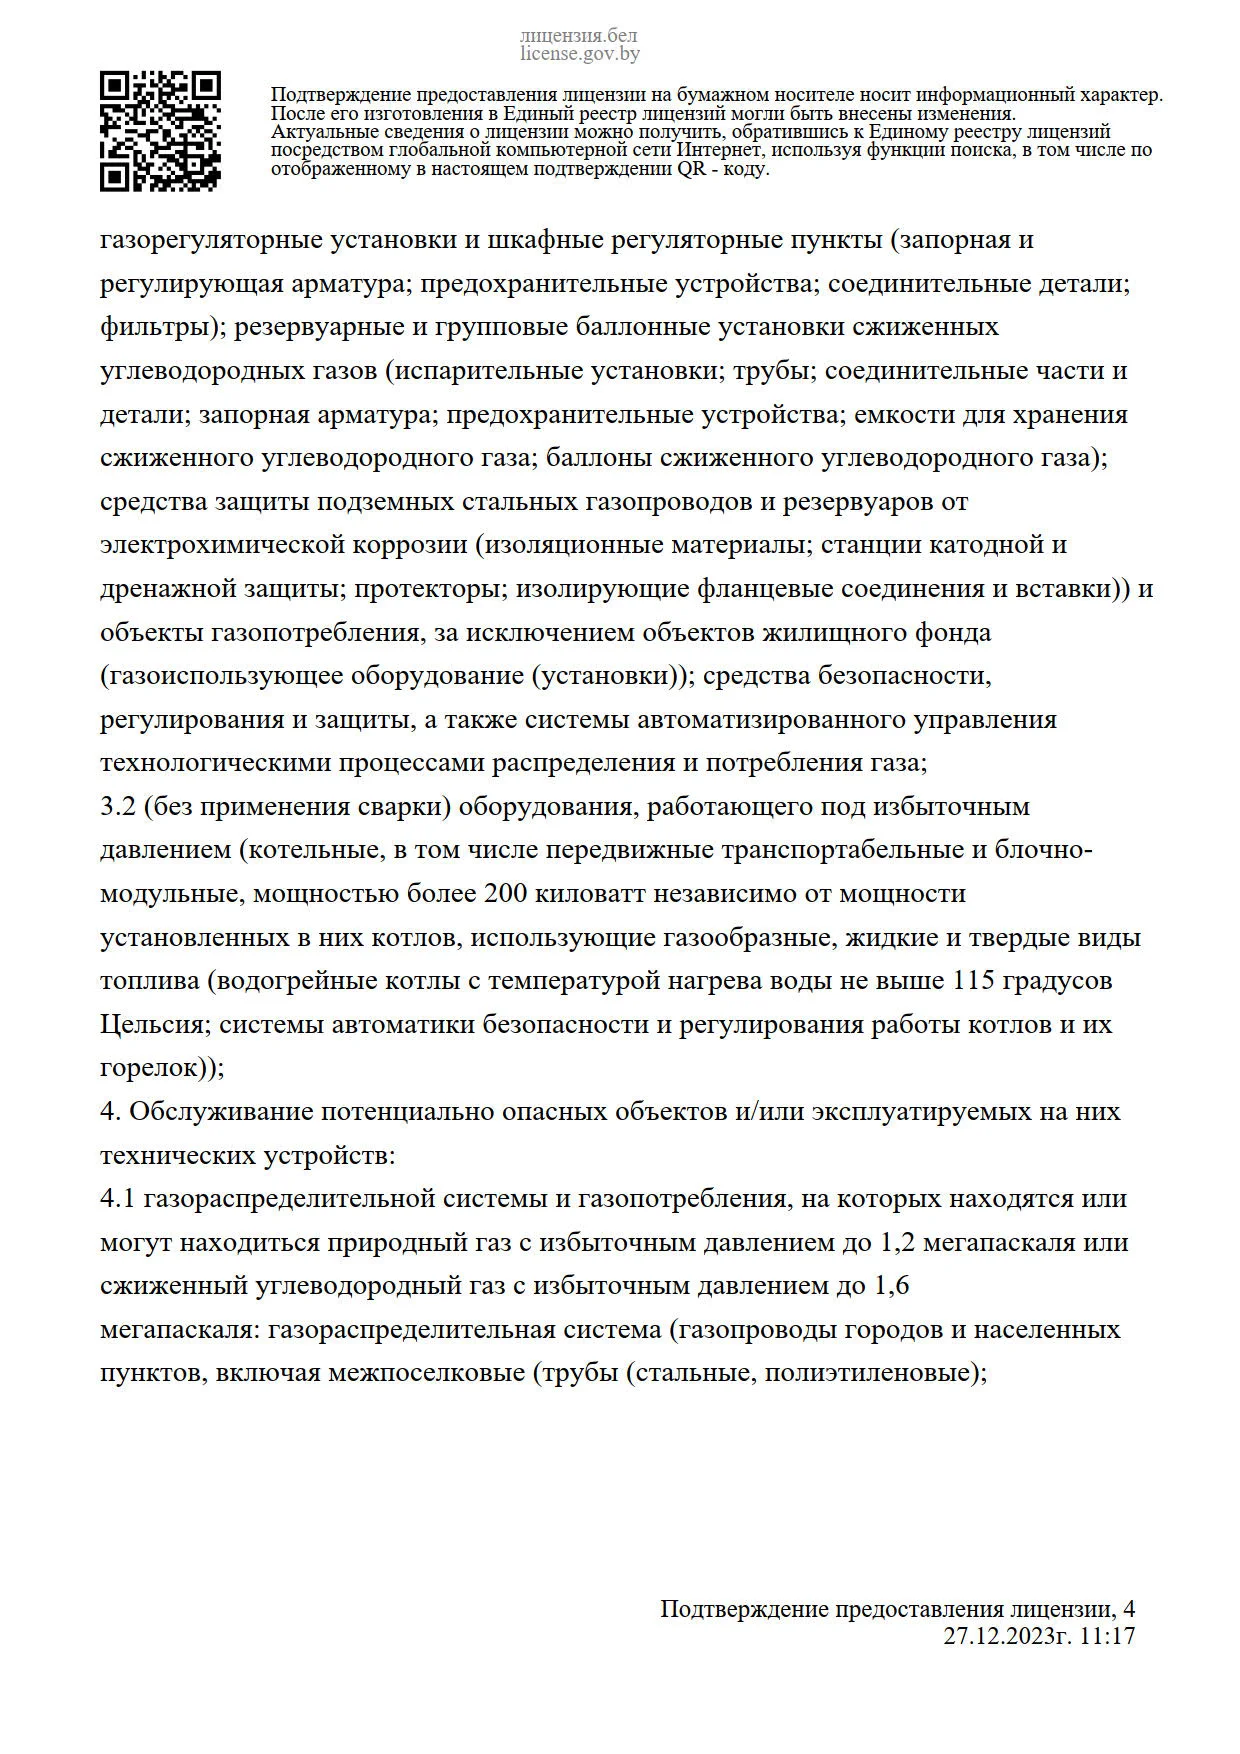 лицензия.бел
license.gov.by
Подтверждение предоставления лицензии на бумажном носителе носит информационный характер.
После его изготовления в Единый реестр лицензий могли быть внесены изменения.
Актуальные сведения о лицензии можно получить, обратившись к Единому реестру лицензий
посредством глобальной компьютерной сети Интернет, используя функции поиска, в том числе по
отображенному в настоящем подтверждении QR - коду.
газорегуляторные установки и шкафные регуляторные пункты (запорная и
регулирующая арматура; предохранительные устройства; соединительные детали;
фильтры); резервуарные и групповые баллонные установки сжиженных
углеводородных газов (испарительные установки; трубы; соединительные части и
детали; запорная арматура; предохранительные устройства; емкости для хранения
сжиженного углеводородного газа; баллоны сжиженного углеводородного газа);
средства защиты подземных стальных газопроводов и резервуаров от
электрохимической коррозии (изоляционные материалы; станции катодной и
дренажной защиты; протекторы; изолирующие фланцевые соединения и вставки)) и
объекты газопотребления, за исключением объектов жилищного фонда
(газоиспользующее оборудование (установки)); средства безопасности,
регулирования и защиты, а также системы автоматизированного управления
технологическими процессами распределения и потребления газа;
3.2 (без применения сварки) оборудования, работающего под избыточным
давлением (котельные, в том числе передвижные транспортабельные и блочно-
модульные, мощностью более 200 киловатт независимо от мощности
установленных в них котлов, использующие газообразные, жидкие и твердые виды
топлива (водогрейные котлы с температурой нагрева воды не выше 115 градусов
Цельсия; системы автоматики безопасности и регулирования работы котлов и их
горелок));
4. Обслуживание потенциально опасных объектов и/или эксплуатируемых на них
технических устройств:
4.1 газораспределительной системы и газопотребления, на которых находятся или
могут находиться природный газ с избыточным давлением до 1,2 мегапаскаля или
сжиженный углеводородный газ с избыточным давлением до 1,6
мегапаскаля: газораспределительная система (газопроводы городов и населенных
пунктов, включая межпоселковые (трубы (стальные, полиэтиленовые);
Подтверждение предоставления лицензии, 4
27.12.2023г. 11:17